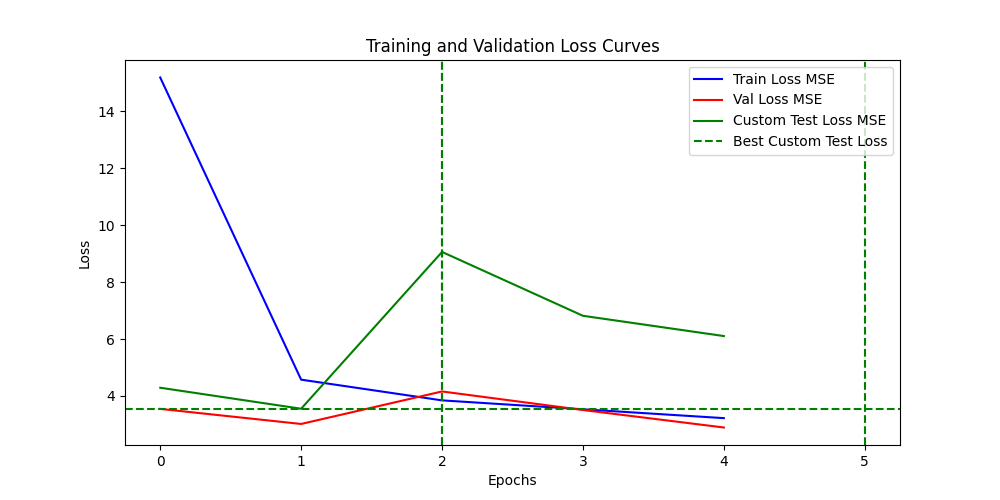 Training and Validation Loss Curves
Train Loss MSE
Val Loss MSE
Custom Test Loss MSE
Best Custom Test Loss
Loss
14
12
10
8
6
4
0 1 2 3 4 5
Epochs